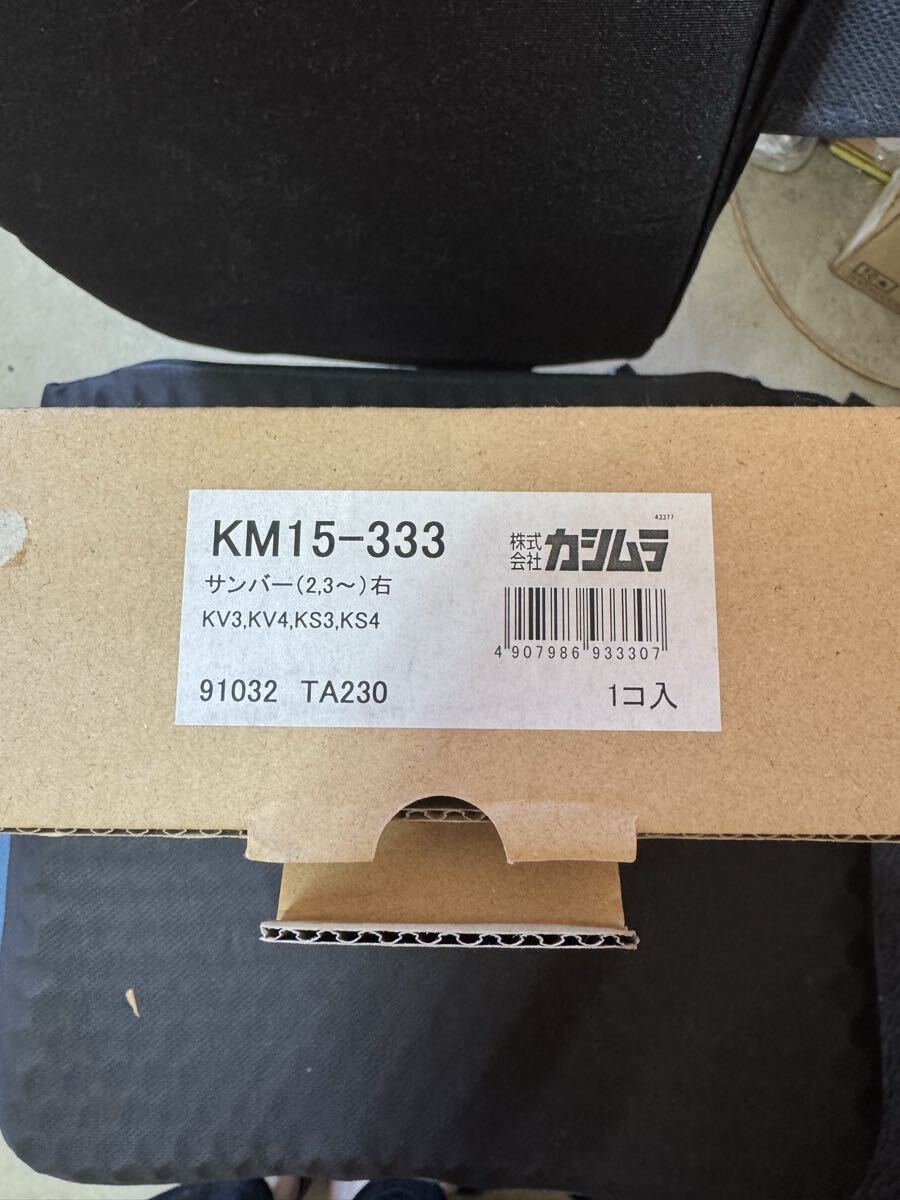 KM15-333
サンバー(2,3～)右
KV3,KV4,KS3,KS4
91032 TA230
43377
株式会社 カシムラ
4 907986 933307
1コ入